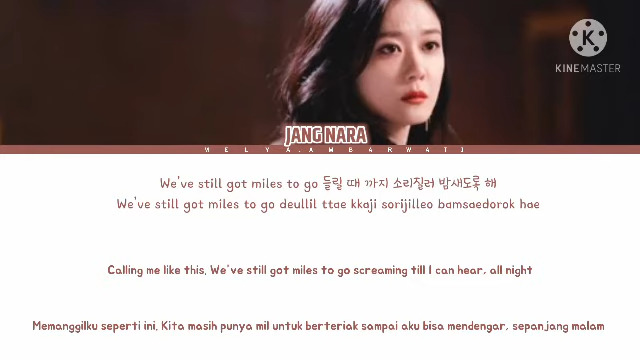 KINEMASTER
JANG NARA
MELYA.AMBARWATI
We've still got miles to go 들릴 때 까지 소리질러 밤새도록 해
We've still got miles to go deullil ttae kkaji sorijilleo bamsaedorok hae
Calling me like this. We've still got miles to go screaming till I can hear, all night
Memanggilku seperti ini. Kita masih punya mil untuk berteriak sampai aku bisa mendengar, sepanjang malam